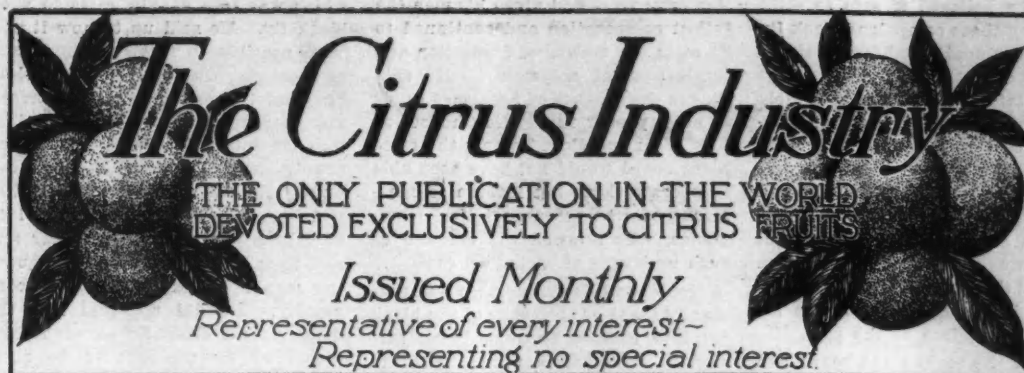 The Citrus Industry
THE ONLY PUBLICATION IN THE WORLD
DEVOTED EXCLUSIVELY TO CITRUS FRUITS
Issued Monthly
Representative of every interest~
Representing no special interest.